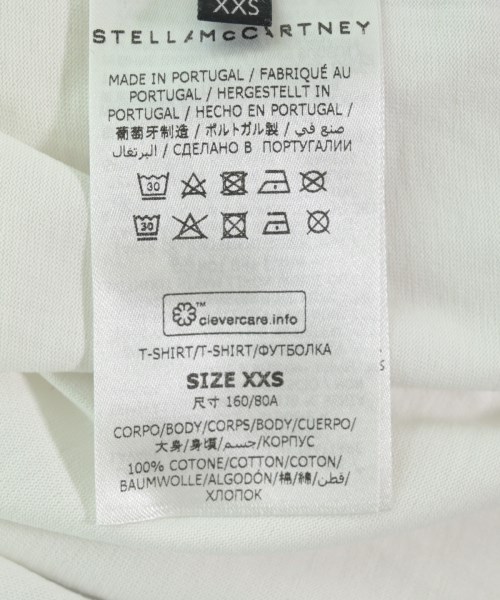 XXS
STELLA McCARTNEY
MADE IN PORTUGAL / FABRIQUÉ AU
PORTUGAL / HERGESTELLT IN
PORTUGAL / HECHO EN PORTUGAL /
葡萄牙制造 / ポルトガル製 / صنع في
البرتغال / СДЕЛАНО В ПОРТУГАЛИИ
30
30
™
clevercare.info
T-SHIRT/T-SHIRT/ФУТБОЛКА
SIZE XXS
尺寸 160/80A
CORPO/BODY/CORPS/BODY/CUERPO/
大身/身頃/جسم/КОРПУС
100% COTONE/COTTON/COTON/
BAUMWOLLE/ALGODÓN/棉/綿/قطن/
ХЛОПОК